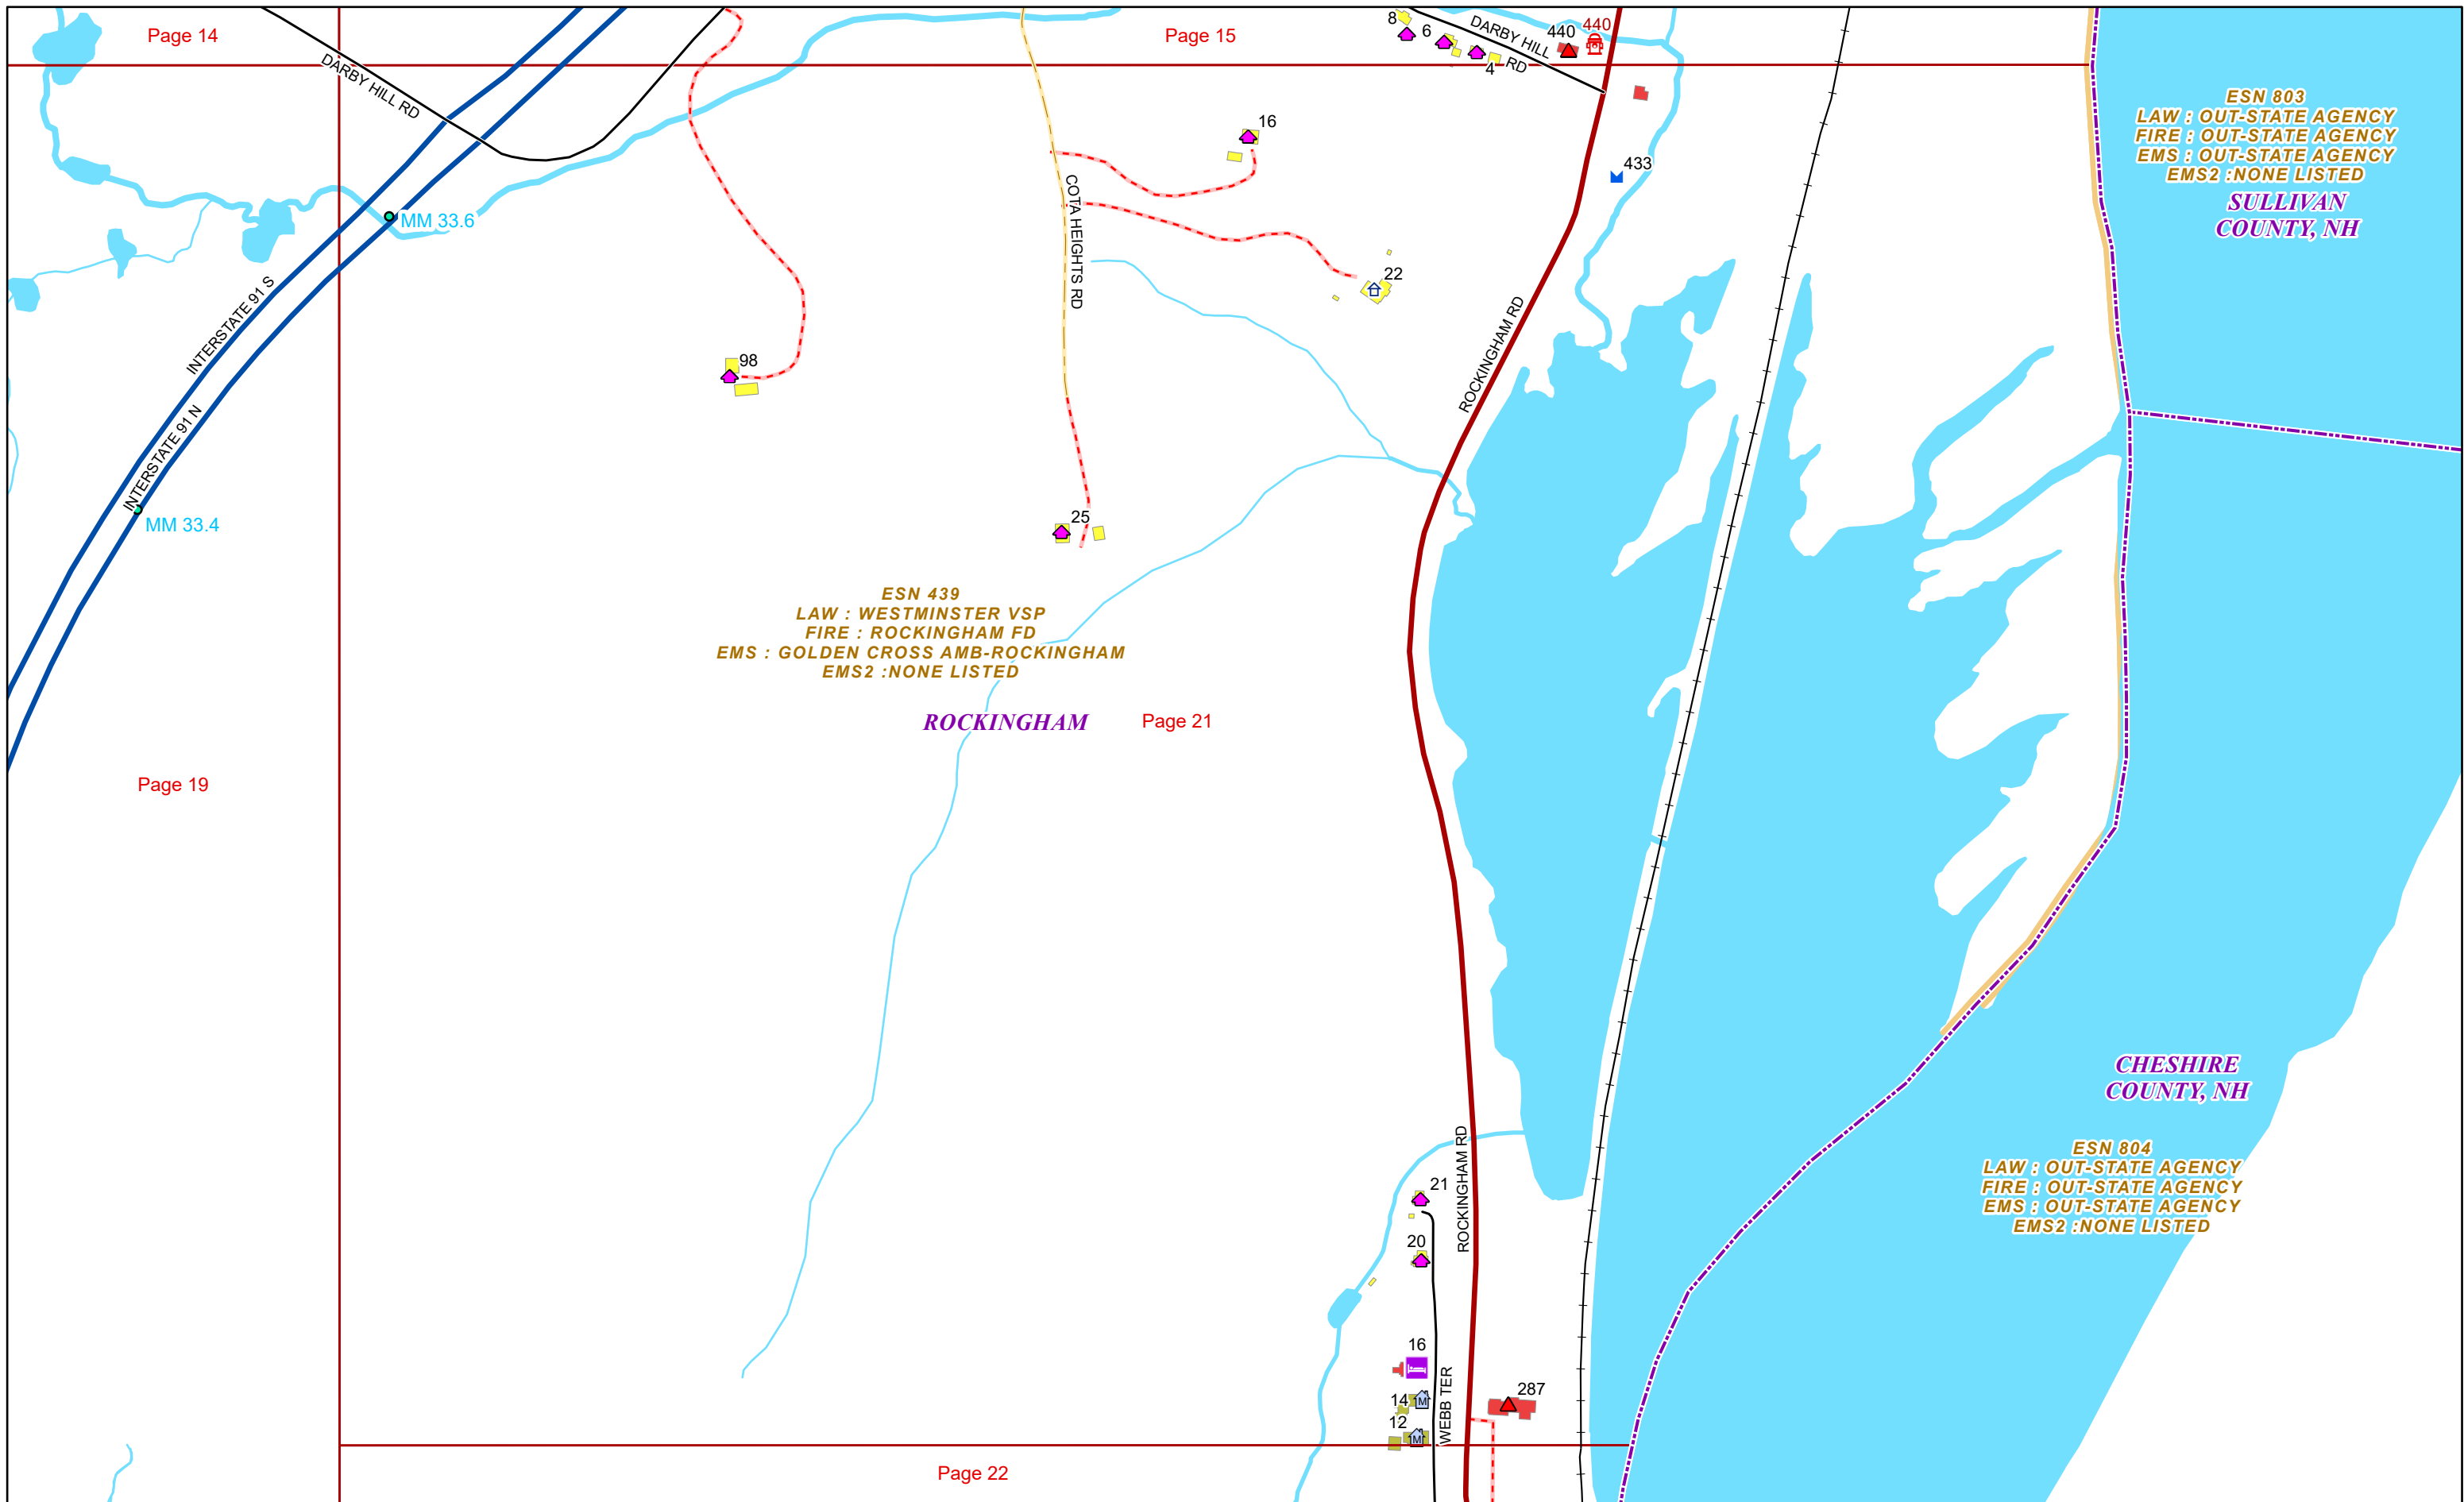 Page 14
Page 15
8
6
4
DARBY HILL
RD
440
440
DARBY HILL RD
ESN 803
LAW : OUT-STATE AGENCY
FIRE : OUT-STATE AGENCY
EMS : OUT-STATE AGENCY
EMS2 :NONE LISTED
SULLIVAN
COUNTY, NH
16
433
MM 33.6
COTA HEIGHTS RD
22
INTERSTATE 91 S
ROCKINGHAM RD
98
INTERSTATE 91 N
MM 33.4
25
ESN 439
LAW : WESTMINSTER VSP
FIRE : ROCKINGHAM FD
EMS : GOLDEN CROSS AMB-ROCKINGHAM
EMS2 :NONE LISTED
ROCKINGHAM
Page 21
Page 19
CHESHIRE
COUNTY, NH
ESN 804
LAW : OUT-STATE AGENCY
FIRE : OUT-STATE AGENCY
EMS : OUT-STATE AGENCY
EMS2 :NONE LISTED
ROCKINGHAM RD
21
20
16
14
M
12
M
WEBB TER
287
Page 22